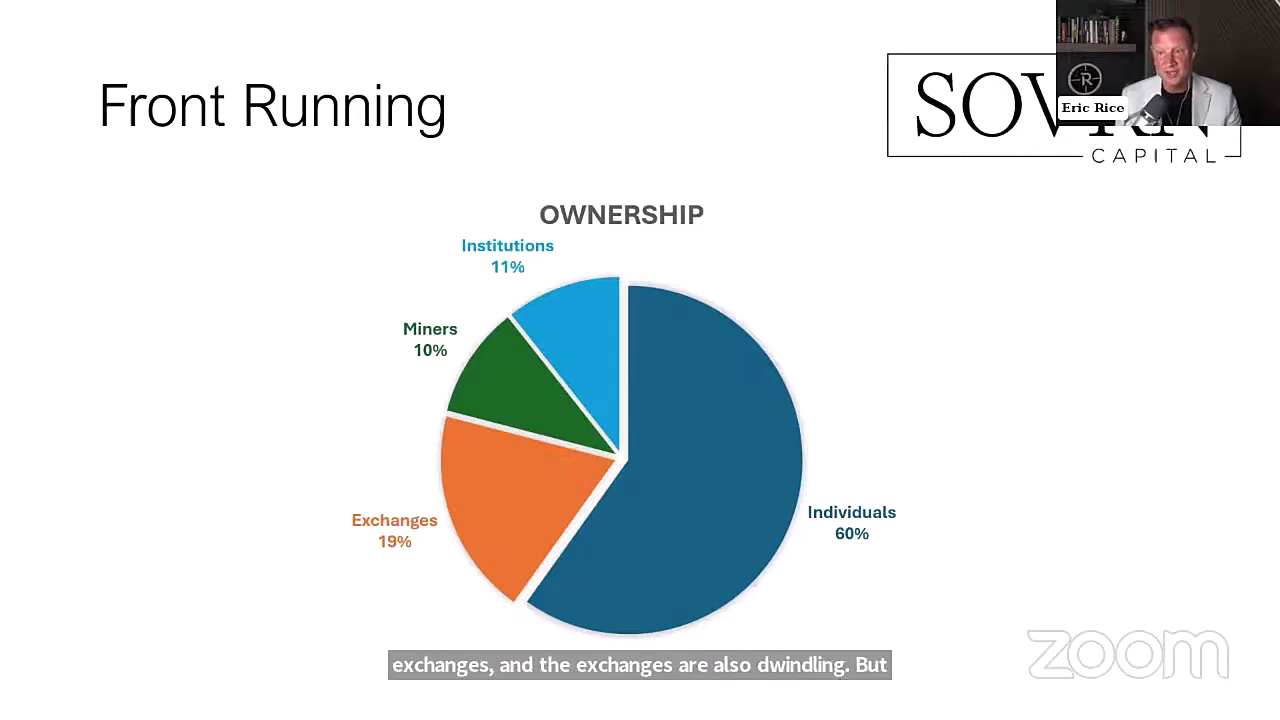 Front Running
SOV
CAPITAL
Eric Rice
R
OWNERSHIP
Institutions
11%
Miners
10%
Exchanges
19%
Individuals
60%
exchanges, and the exchanges are also dwindling. But
zoom